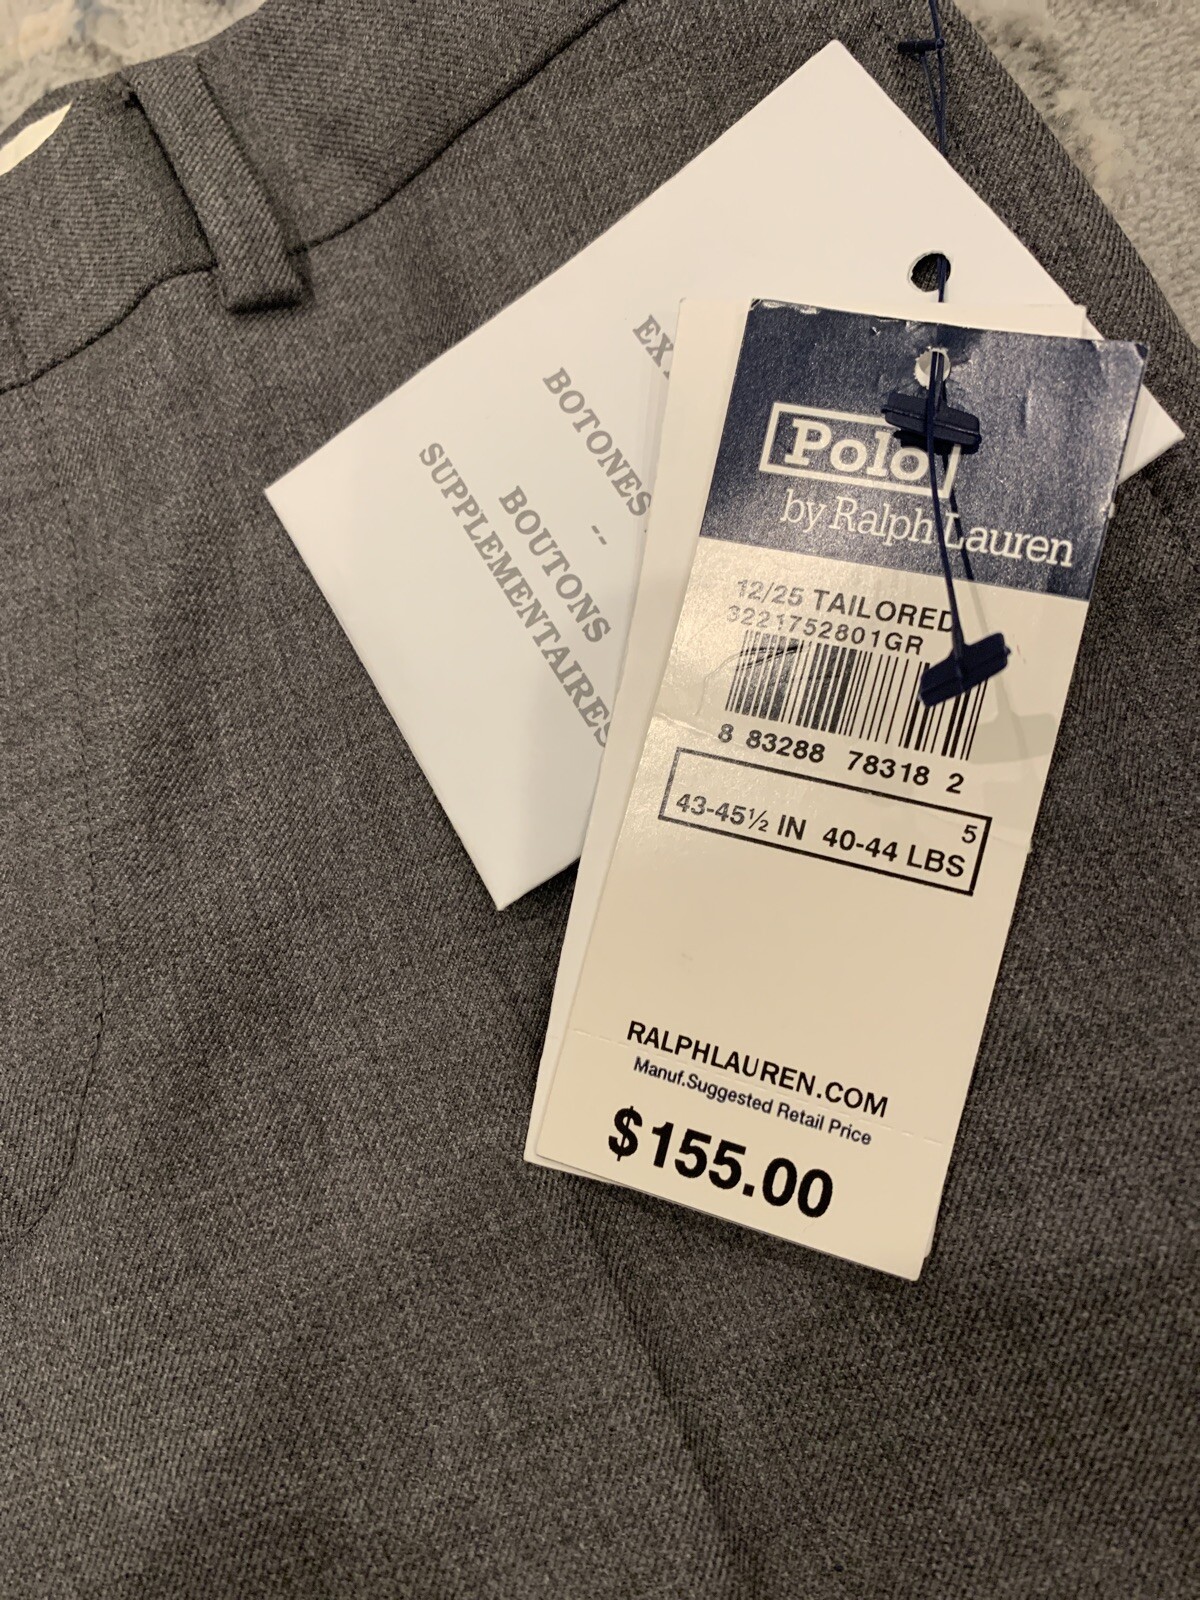 BOTONES
--
BOUTONS
SUPPLEMENTAIRES
Polo
by Ralph Lauren
12/25 TAILORED
3221752801GR
8 83288 78318 2
5
43-45½ IN 40-44 LBS
RALPHLAUREN.COM
Manuf.Suggested Retail Price
$155.00